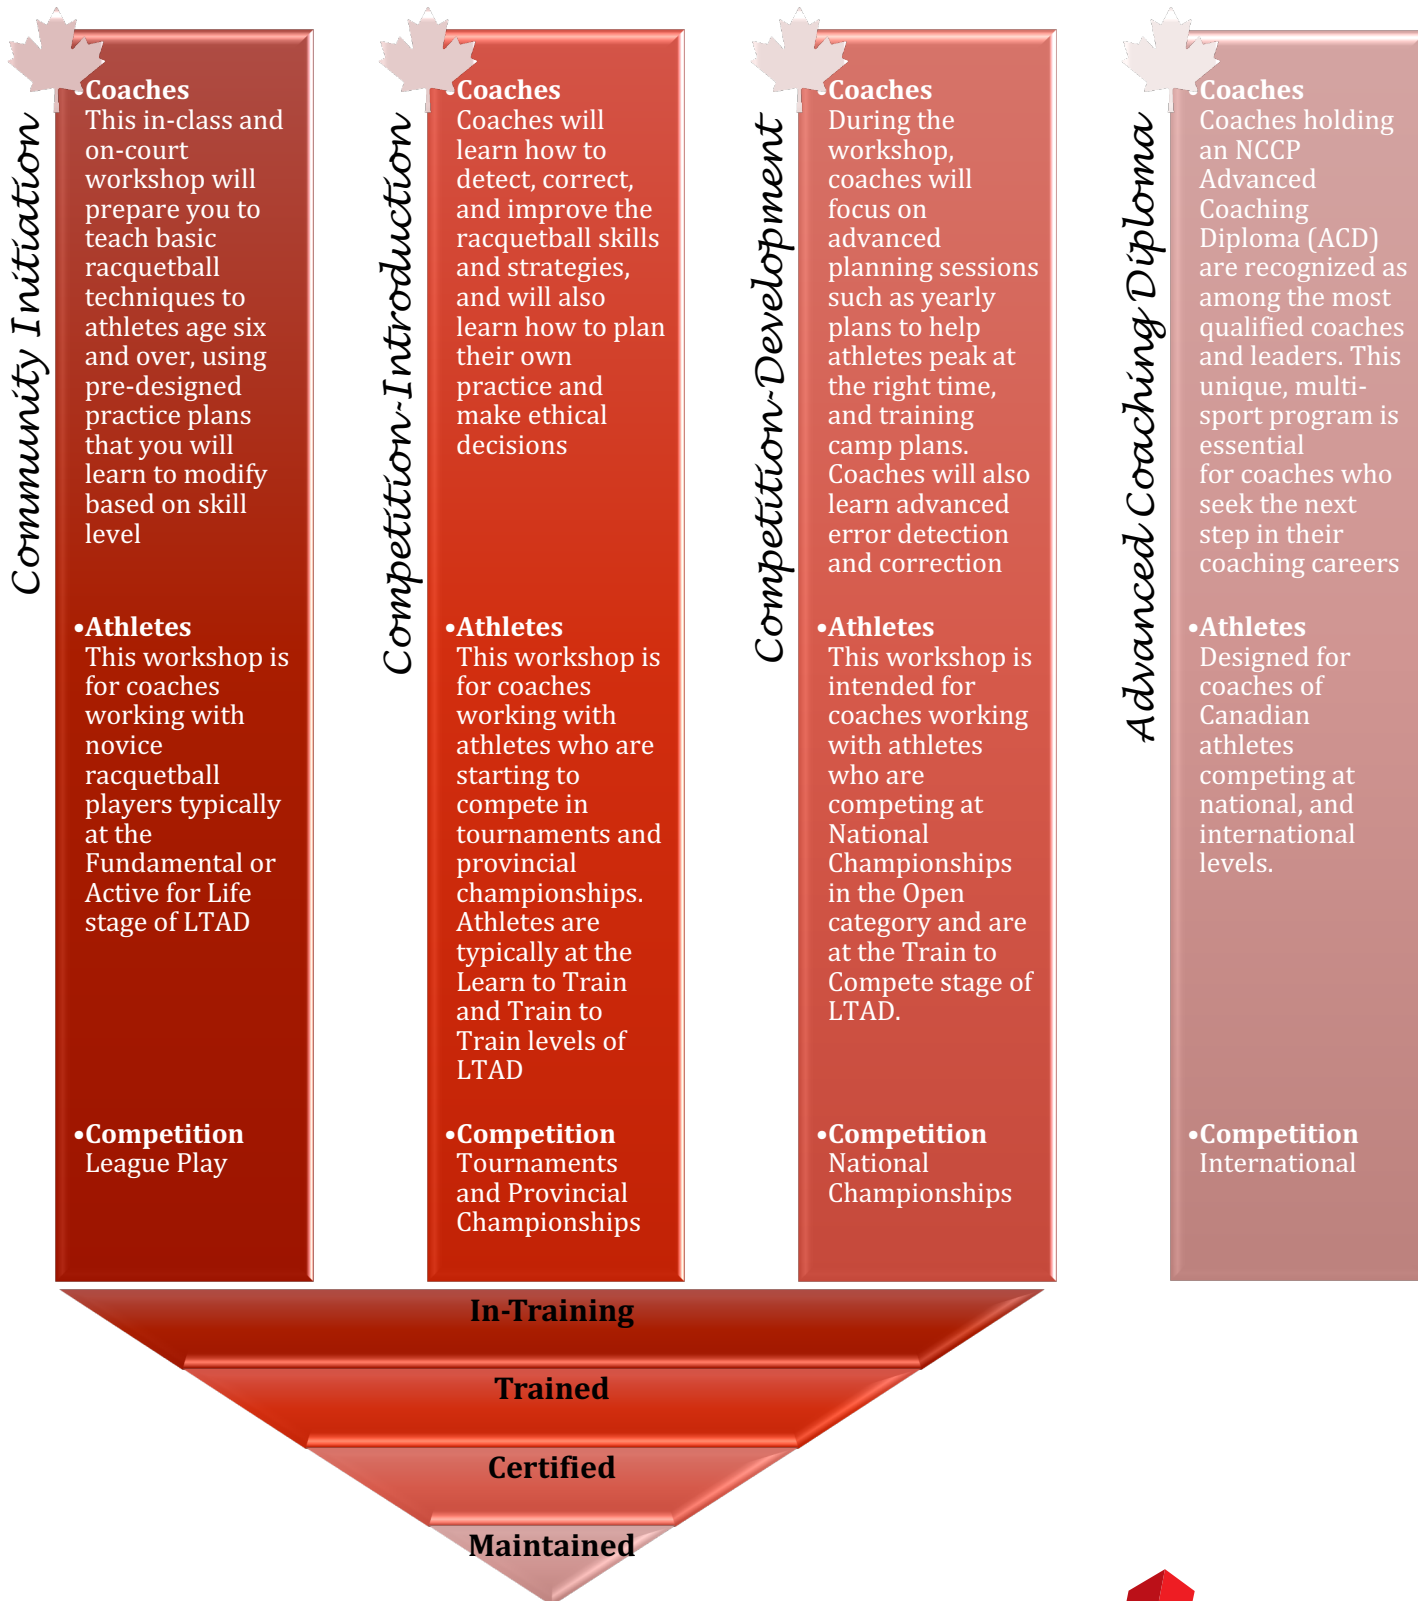 Community Initiation
•Coaches
This in-class and
on-court
workshop will
prepare you to
teach basic
racquetball
techniques to
athletes age six
and over, using
pre-designed
practice plans
that you will
learn to modify
based on skill
level
•Athletes
This workshop is
for coaches
working with
novice
racquetball
players typically
at the
Fundamental or
Active for Life
stage of LTAD
•Competition
League Play
Competition-Introduction
•Coaches
Coaches will
learn how to
detect, correct,
and improve the
racquetball skills
and strategies,
and will also
learn how to plan
their own
practice and
make ethical
decisions
•Athletes
This workshop is
for coaches
working with
athletes who are
starting to
compete in
tournaments and
provincial
championships.
Athletes are
typically at the
Learn to Train
and Train to
Train levels of
LTAD
•Competition
Tournaments
and Provincial
Championships
Competition-Development
•Coaches
During the
workshop,
coaches will
focus on
advanced
planning sessions
such as yearly
plans to help
athletes peak at
the right time,
and training
camp plans.
Coaches will also
learn advanced
error detection
and correction
•Athletes
This workshop is
intended for
coaches working
with athletes
who are
competing at
National
Championships
in the Open
category and are
at the Train to
Compete stage of
LTAD.
•Competition
National
Championships
Advanced Coaching Diploma
•Coaches
Coaches holding
an NCCP
Advanced
Coaching
Diploma (ACD)
are recognized as
among the most
qualified coaches
and leaders. This
unique, multi-
sport program is
essential
for coaches who
seek the next
step in their
coaching careers
•Athletes
Designed for
coaches of
Canadian
athletes
competing at
national, and
international
levels.
•Competition
International
In-Training
Trained
Certified
Maintained